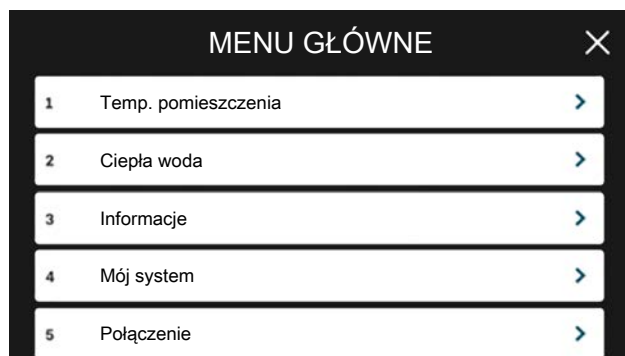 MENU GŁÓWNE
1 Temp. pomieszczenia
2 Ciepła woda
3 Informacje
4 Mój system
5 Połączenie